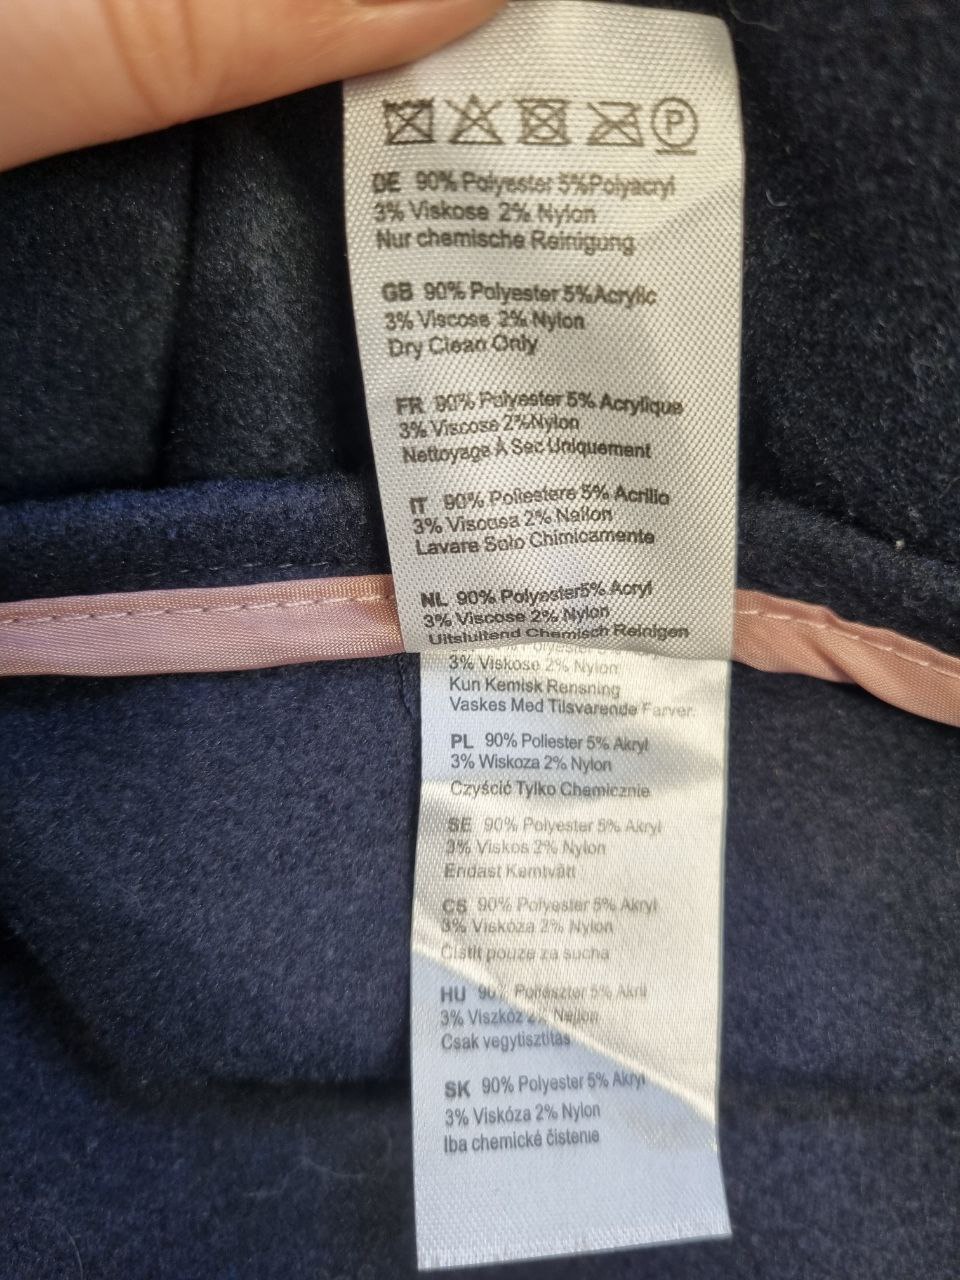 P
DE 90% Polyester 5%Polyacryl
3% Viskose 2% Nylon
Nur chemische Reinigung
GB 90% Polyester 5%Acrylic
3% Viscose 2% Nylon
Dry Clean Only
FR 90% Polyester 5% Acrylique
3% Viscose 2%Nylon
Nettoyage À Sec Uniquement
IT 90% Poliestere 5% Acrilio
3% Viscosa 2% Nailon
Lavare Solo Chimicamente
NL 90% Polyester5% Acryl
3% Viscose 2% Nylon
Uitsluitend Chemisch Reinigen
3% Viskose 2% Nylon
Kun Kemisk Rensning
Vaskes Med Tilsvarende Farver.
PL 90% Poliester 5% Akryl
3% Wiskoza 2% Nylon
Czyścić Tylko Chemicznie
SE 90% Polyester 5% Akryl
3% Viskos 2% Nylon
Endast Kemtvätt
CS 90% Polyester 5% Akryl
3% Viskóza 2% Nylon
Čistit pouze za sucha
HU 90% Poliészter 5% Akril
3% Viszkóz 2% Nailon
Csak vegytisztítás
SK 90% Polyester 5% Akryl
3% Viskóza 2% Nylon
Iba chemické čistenie